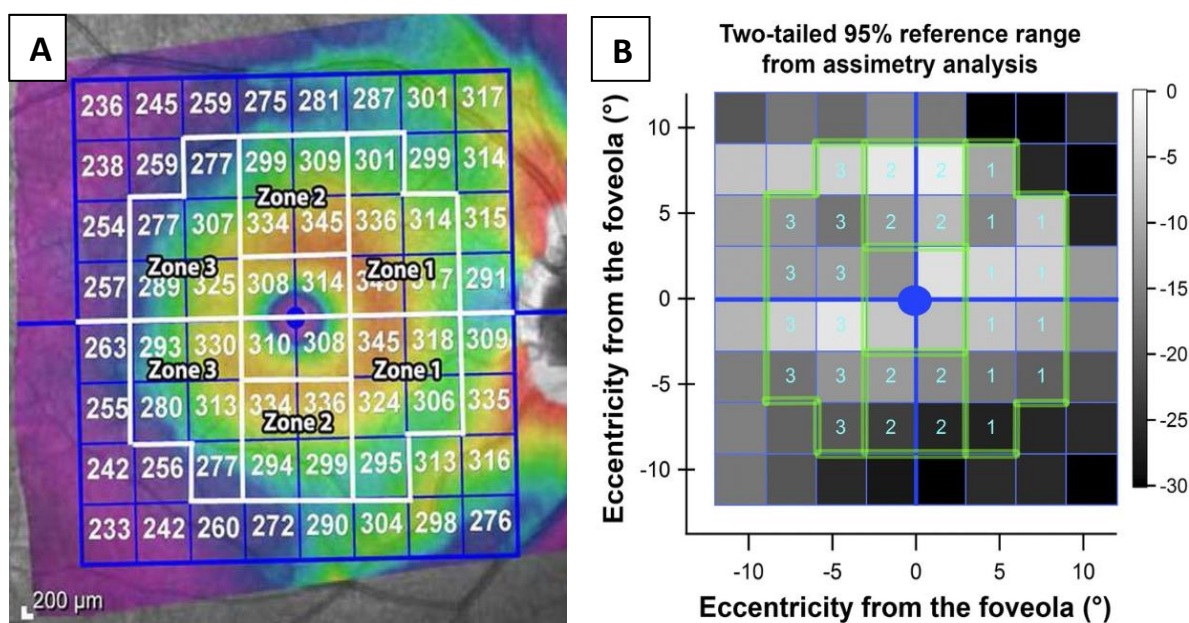 A
236 245 259 275 281 287 301 317
238 259 277 299 309 301 299 314
Zone 2
254 277 307 334 345 336 314 315
Zone 3 Zone 1
257 289 325 308 314 317 291
263 293 330 310 308 345 318 309
Zone 3 Zone 1
255 280 313 334 336 324 306 335
Zone 2
242 256 277 294 299 295 313 316
233 242 260 272 290 304 298 276
200 µm
B
Two-tailed 95% reference range
from assimetry analysis
Eccentricity from the foveola (°)
10
5
0
-5
-10
3 2 2 1
3 3 2 2 1 1
3 3 1 1
3 3 1 1
3 3 2 2 1 1
3 2 2 1
0
-5
-10
-15
-20
-25
-30
-10 -5 0 5 10
Eccentricity from the foveola (°)